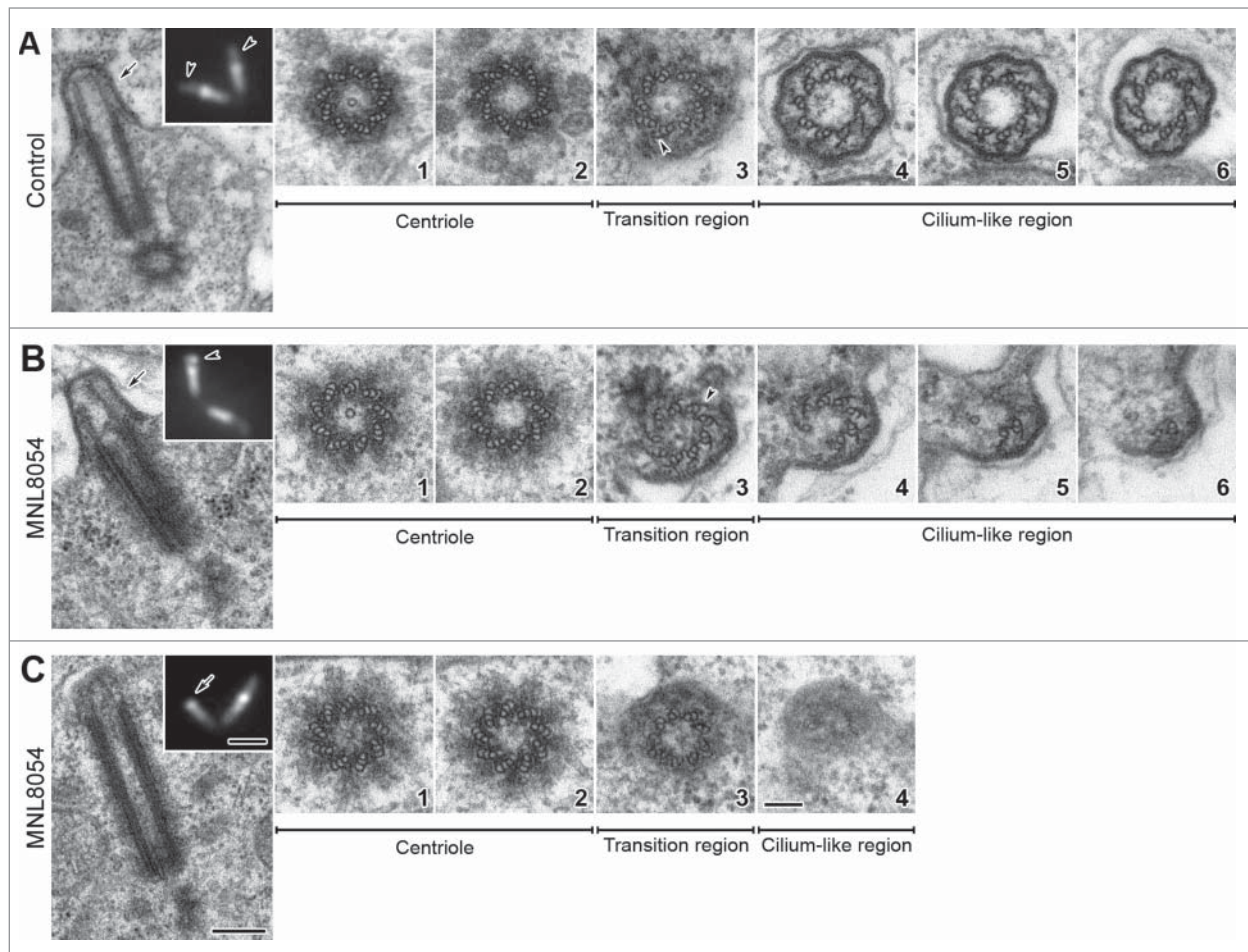 A
Control
1
2
3
4
5
6
Centriole
Transition region
Cilium-like region
B
MNL8054
1
2
3
4
5
6
Centriole
Transition region
Cilium-like region
C
MNL8054
1
2
3
4
Centriole
Transition region
Cilium-like region